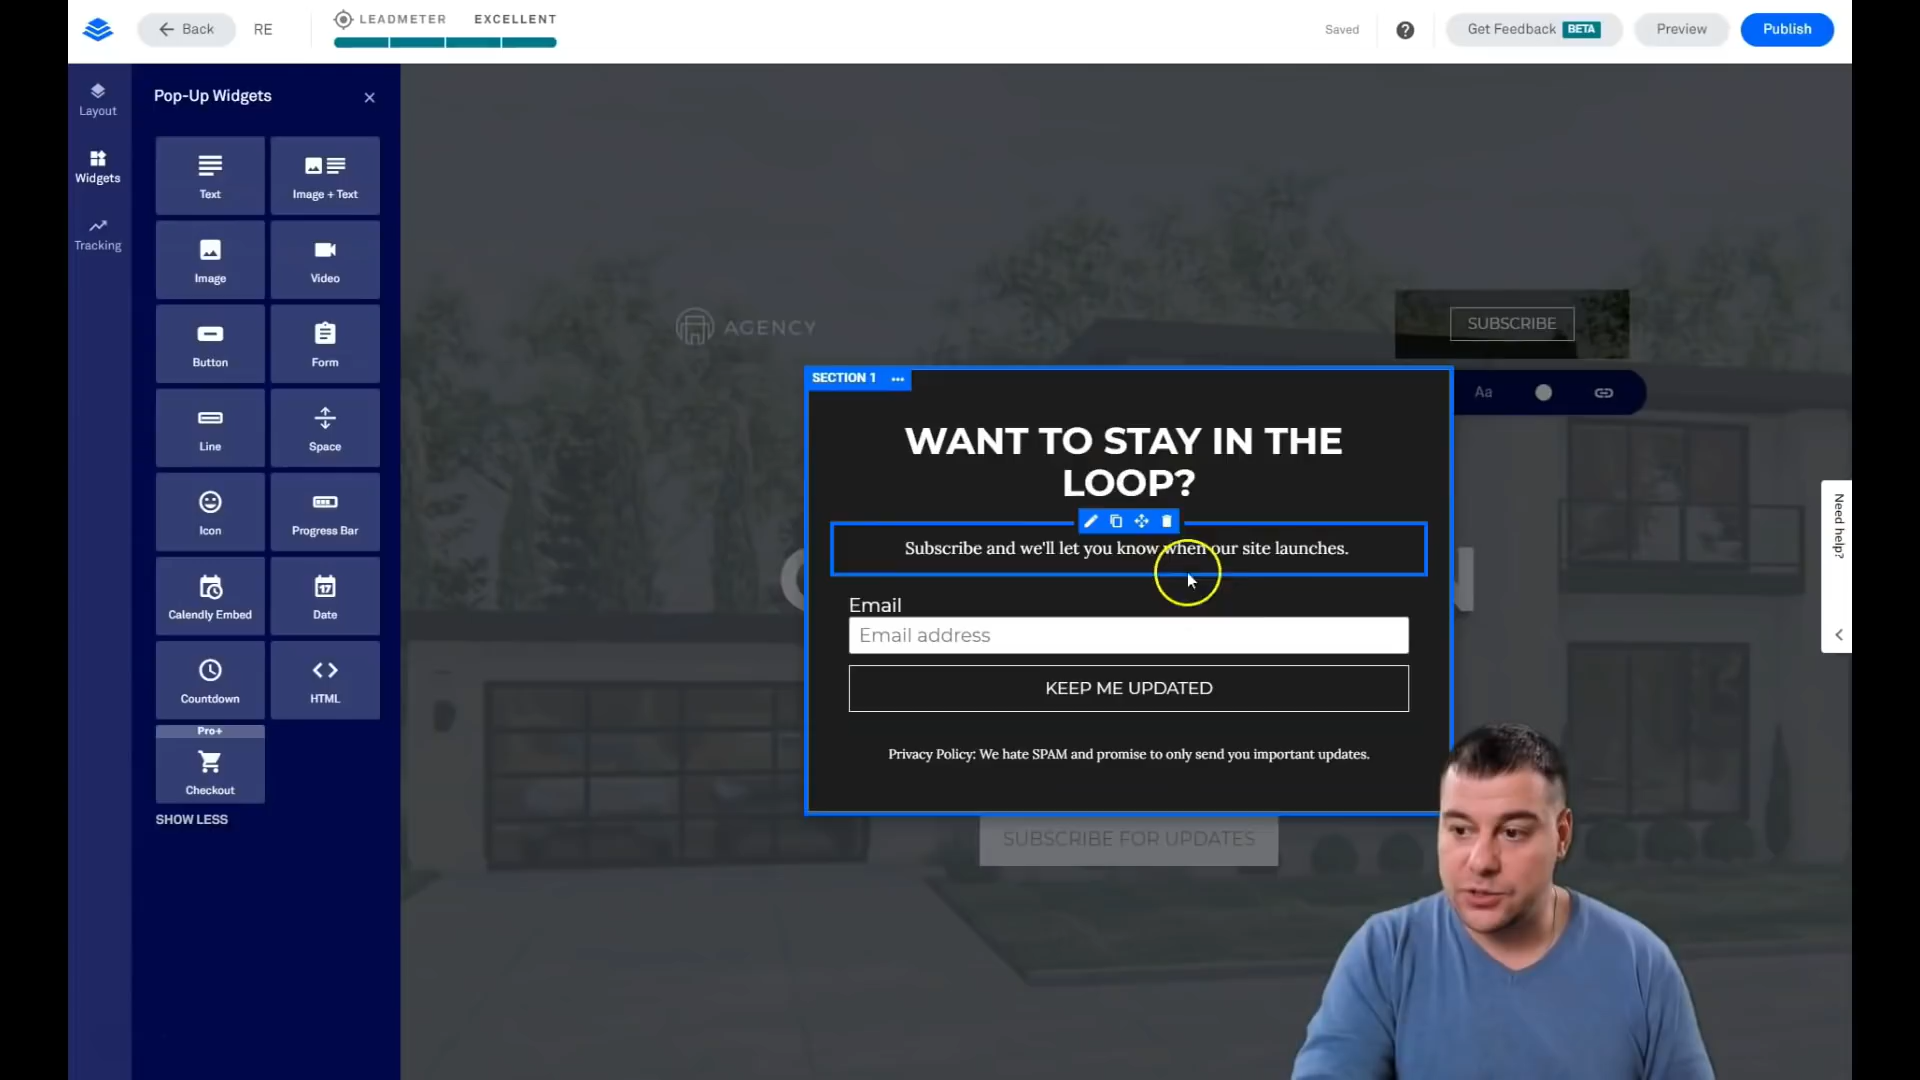 Back
RE
LEADMETER EXCELLENT
Saved
?
Get Feedback BETA
Preview
Publish
Layout
Widgets
Tracking
Pop-Up Widgets
Text
Image + Text
Image
Video
Button
Form
Line
Space
Icon
Progress Bar
Calendly Embed
17
Date
Countdown
HTML
Pro+
Checkout
SHOW LESS
AGENCY
SUBSCRIBE
Aa
SECTION 1 ...
WANT TO STAY IN THE
LOOP?
Subscribe and we'll let you know when our site launches.
Email
Email address
KEEP ME UPDATED
Privacy Policy: We hate SPAM and promise to only send you important updates.
SUBSCRIBE FOR UPDATES
Need help?